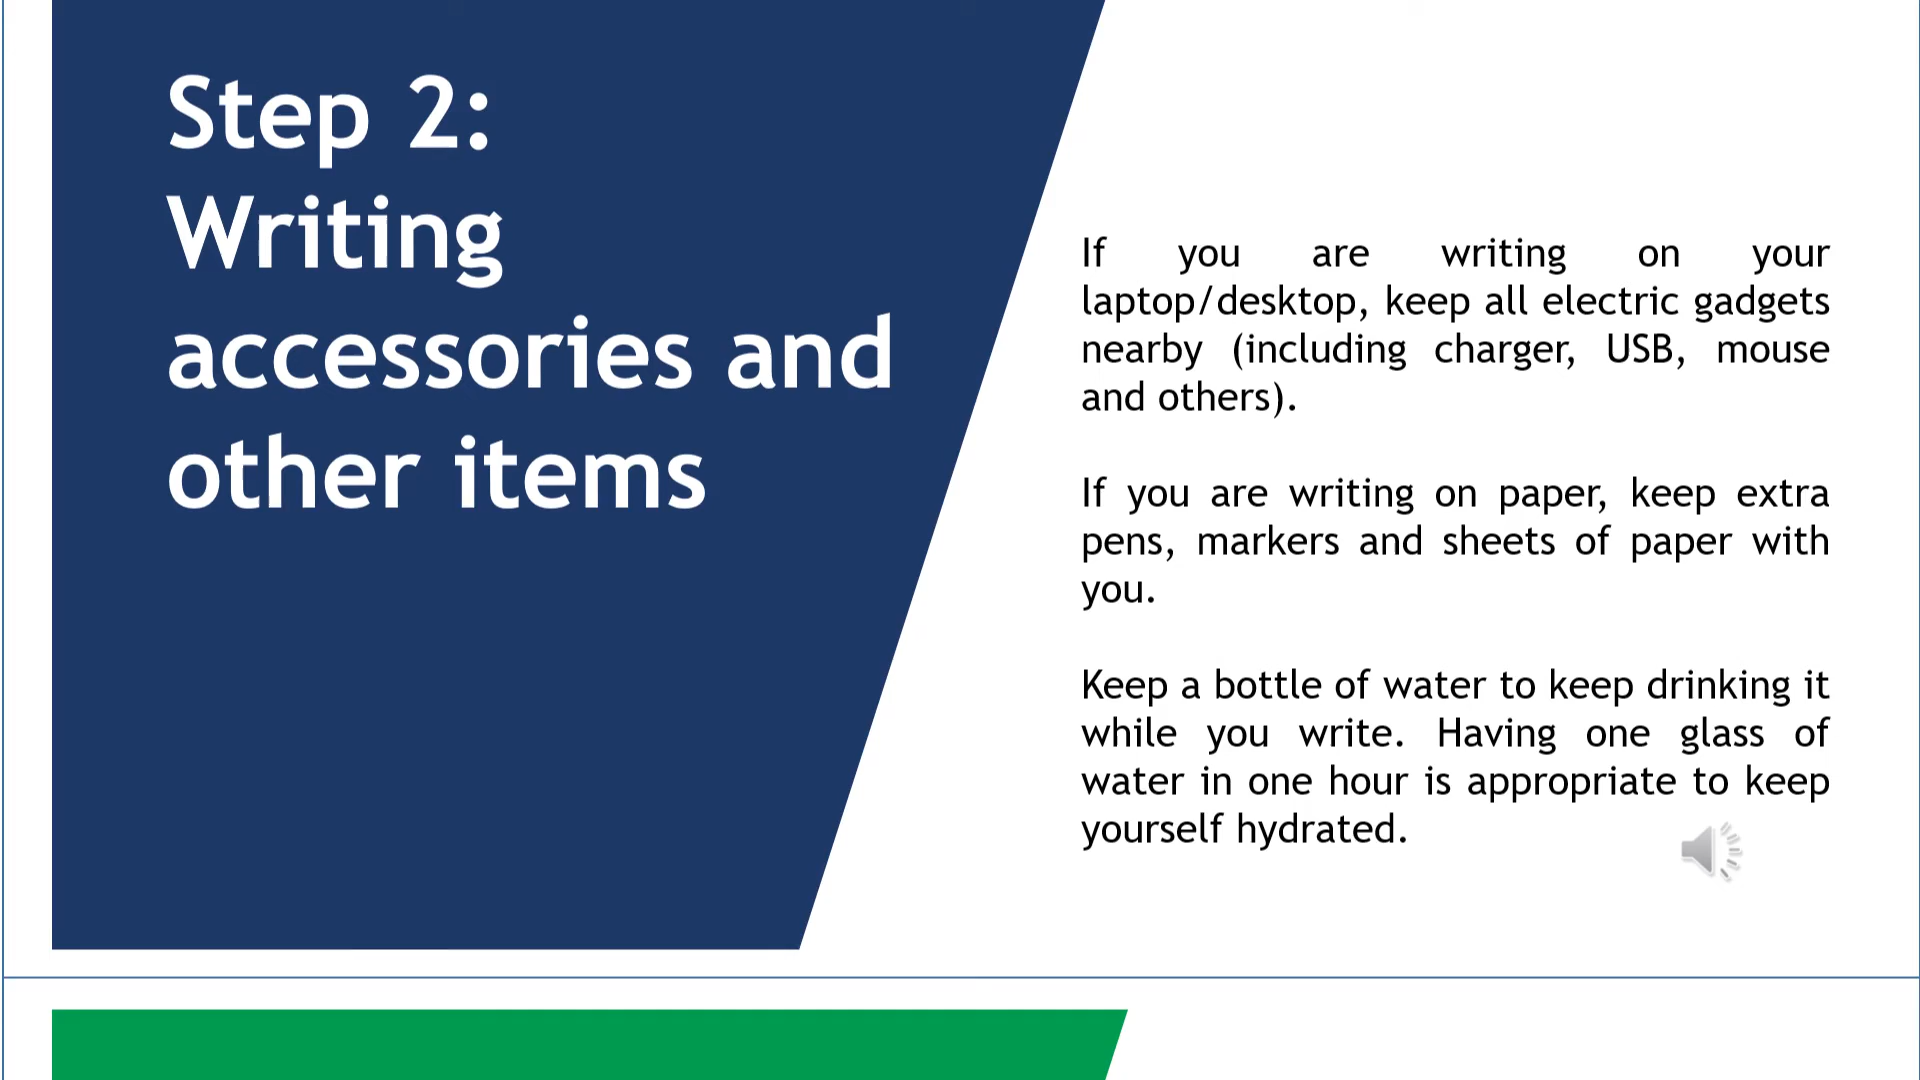 Step 2:
Writing
accessories and
other items
If you are writing on your
laptop/desktop, keep all electric gadgets
nearby (including charger, USB, mouse
and others).
If you are writing on paper, keep extra
pens, markers and sheets of paper with
you.
Keep a bottle of water to keep drinking it
while you write. Having one glass of
water in one hour is appropriate to keep
yourself hydrated.